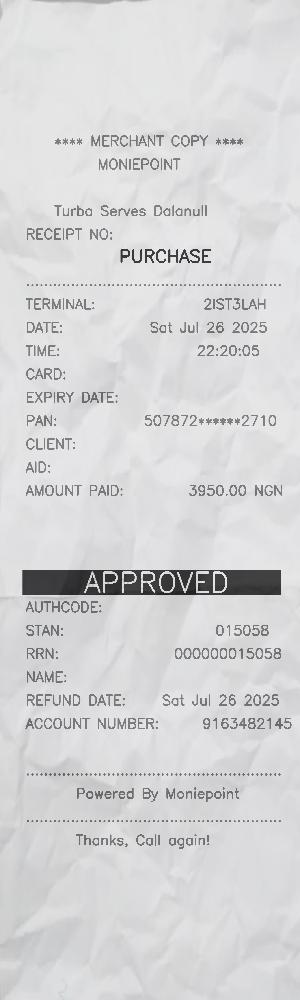 **** MERCHANT COPY ****
MONIEPOINT
Turbo Serves Dalanull
RECEIPT NO:
PURCHASE
TERMINAL: 2IST3LAH
DATE: Sat Jul 26 2025
TIME: 22:20:05
CARD:
EXPIRY DATE:
PAN: 507872******2710
CLIENT:
AID:
AMOUNT PAID: 3950.00 NGN
APPROVED
AUTHCODE:
STAN: 015058
RRN: 000000015058
NAME:
REFUND DATE: Sat Jul 26 2025
ACCOUNT NUMBER: 9163482145
Powered By Moniepoint
Thanks, Call again!